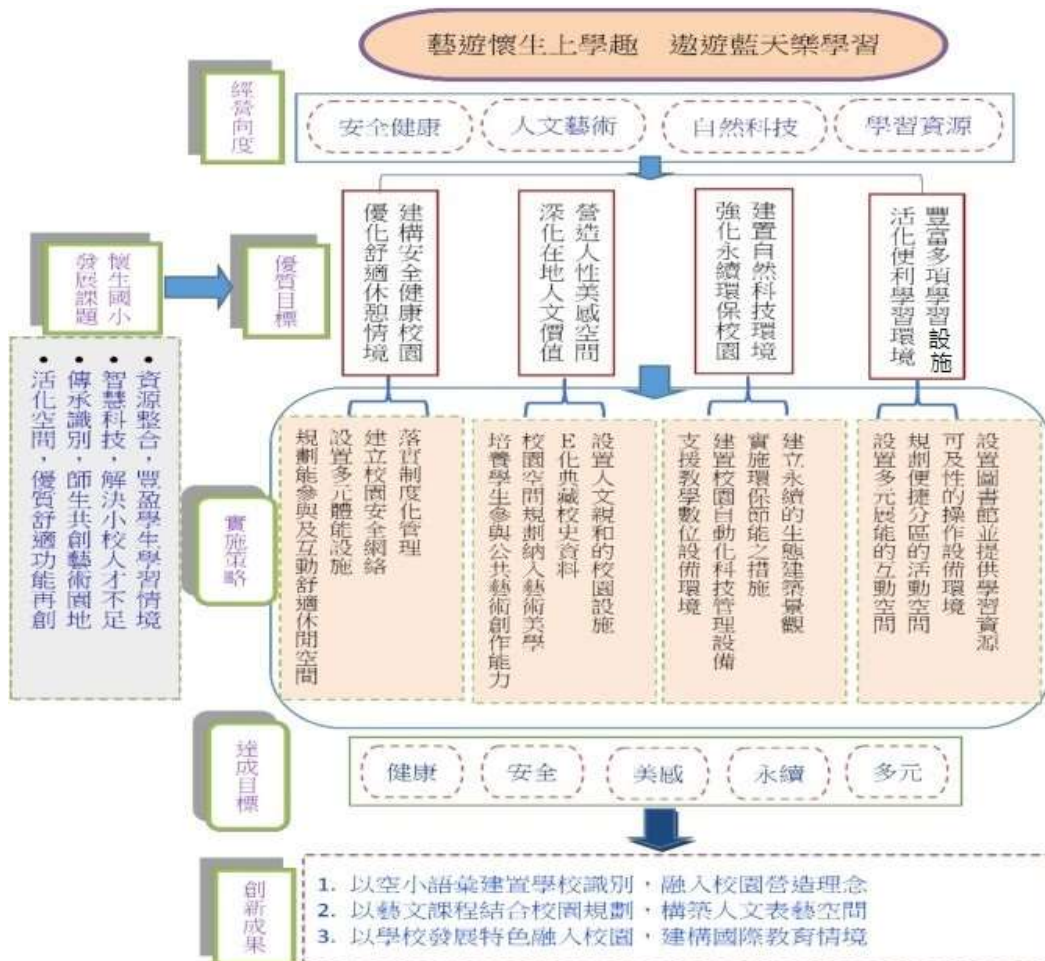 藝遊懷生上學趣 遨遊藍天樂學習
經營向度
安全健康
人文藝術
自然科技
學習資源
懷生國小
發展課題
優質目標
建構安全健康校園
優化舒適休憩情境
營造人性美感空間
深化在地人文價值
建置自然科技環境
強化永續環保校園
豐富多項學習設施
活化便利學習環境
• 資源整合，豐盈學生學習情境
• 智慧科技，解決小校人才不足
• 傳承識別，師生共創藝術園地
• 活化空間，優質舒適功能再創
實施策略
落實制度化管理
建立校園安全網絡
設置多元體能設施
規劃能參與及互動舒適休閒空間
設置人文親和的校園設施
E化典藏校史資料
校園空間規劃納入藝術美學
培養學生參與公共藝術創作能力
建立永續的生態建築景觀
實施環保節能之措施
建置校園自動化科技管理設備
支援教學數位設備環境
設置圖書館並提供學習資源
可及性的操作設備環境
規劃便捷分區的活動空間
設置多元展能的互動空間
達成目標
健康
安全
美感
永續
多元
創新成果
1. 以空小語彙建置學校識別，融入校園營造理念
2. 以藝文課程結合校園規劃，構築人文表藝空間
3. 以學校發展特色融入校園，建構國際教育情境